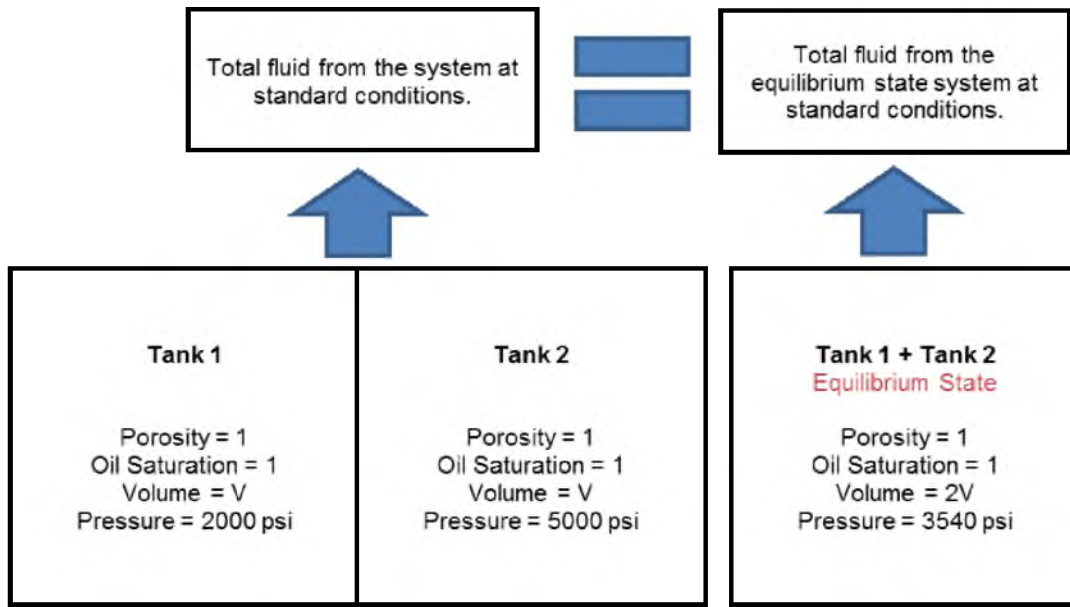 Total fluid from the system at
standard conditions.
Total fluid from the
equilibrium state system at
standard conditions.
Tank 1
Porosity = 1
Oil Saturation = 1
Volume = V
Pressure = 2000 psi
Tank 2
Porosity = 1
Oil Saturation = 1
Volume = V
Pressure = 5000 psi
Tank 1 + Tank 2
Equilibrium State
Porosity = 1
Oil Saturation = 1
Volume = 2V
Pressure = 3540 psi